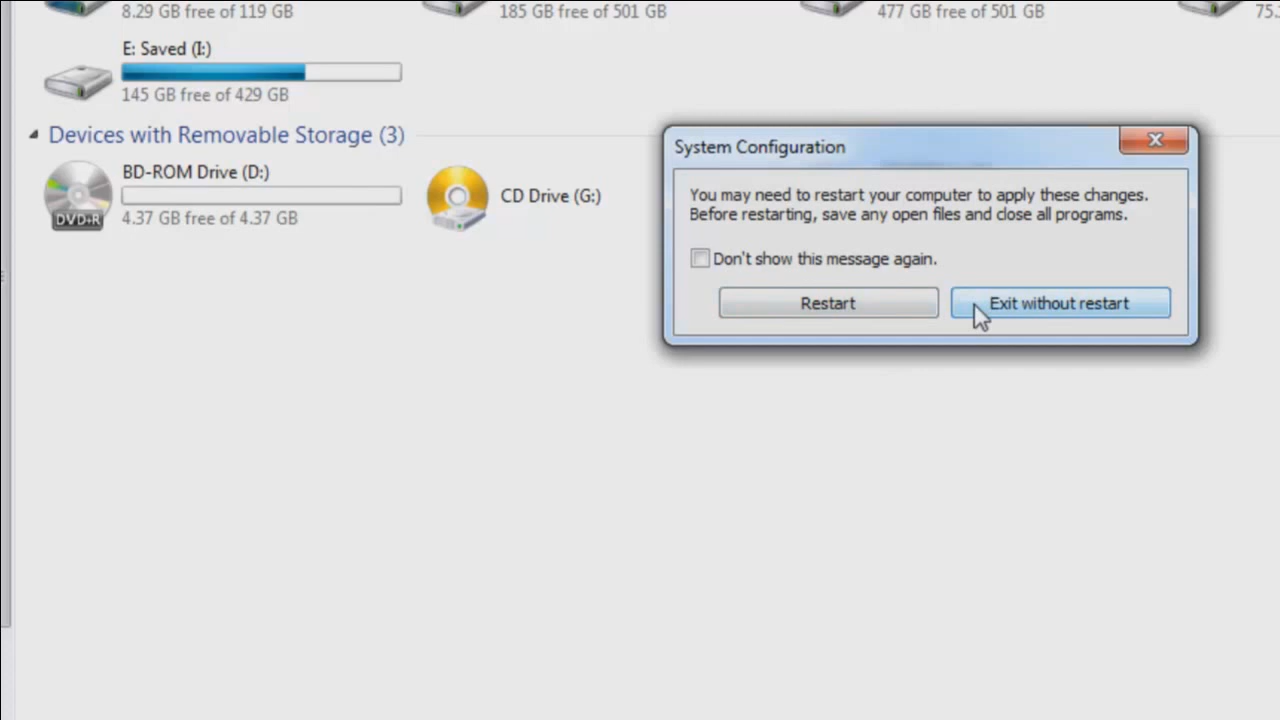 8.29 GB free of 119 GB
185 GB free of 501 GB
477 GB free of 501 GB
75.
E: Saved (I:)
145 GB free of 429 GB
Devices with Removable Storage (3)
BD-ROM Drive (D:)
DVD+R
4.37 GB free of 4.37 GB
CD Drive (G:)
System Configuration
You may need to restart your computer to apply these changes.
Before restarting, save any open files and close all programs.
Don't show this message again.
Restart
Exit without restart